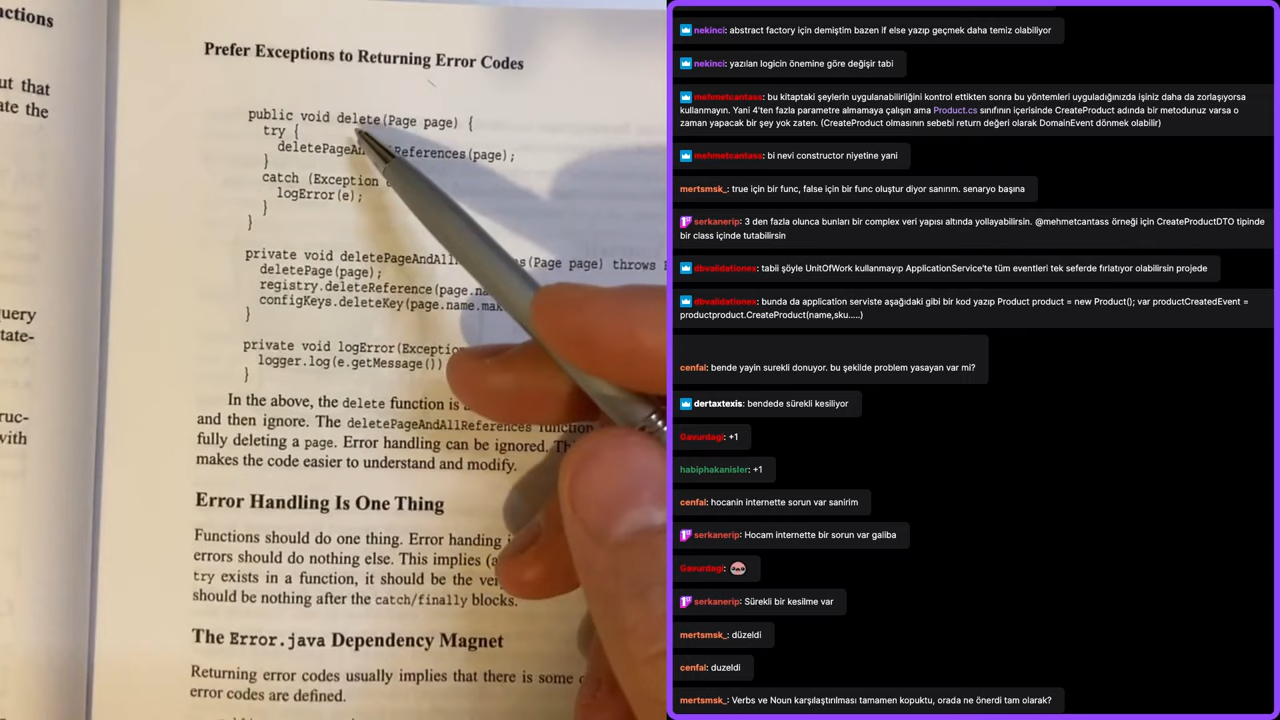 nctions
ut that
ate the
query
tate-
ruc-
with
Prefer Exceptions to Returning Error Codes
public void delete(Page page) {
try {
deletePageAn References(page);
}
catch (Exception
logError(e);
}
}
private void deletePageAndAll s(Page page) throws
deletePage(page);
registry.deleteReference(page.na
configKeys.deleteKey(page.name.mak
}
private void logError(Exceptio
logger.log(e.getMessage())
}
In the above, the delete function is
and then ignore. The deletePageAndAllReferences function
fully deleting a page. Error handling can be ignored. Th
makes the code easier to understand and modify.
Error Handling Is One Thing
Functions should do one thing. Error handing
errors should do nothing else. This implies (a
try exists in a function, it should be the ve
should be nothing after the catch/finally blocks.
The Error.java Dependency Magnet
Returning error codes usually implies that there is some
error codes are defined.
nekinci: abstract factory için demiştim bazen if else yazıp geçmek daha temiz olabiliyor
nekinci: yazılan logicin önemine göre değişir tabi
mehmetcantass: bu kitaptaki şeylerin uygulanabilirliğini kontrol ettikten sonra bu yöntemleri uyguladığınızda işiniz daha da zorlaşıyorsa
kullanmayın. Yani 4'ten fazla parametre almamaya çalışın ama Product.cs sınıfının içerisinde CreateProduct adında bir metodunuz varsa o
zaman yapacak bir şey yok zaten. (CreateProduct olmasının sebebi return değeri olarak DomainEvent dönmek olabilir)
mehmetcantass: bi nevi constructor niyetine yani
mertsmsk_: true için bir func, false için bir func oluştur diyor sanırım. senaryo başına
serkanerip: 3 den fazla olunca bunları bir complex veri yapısı altında yollayabilirsin. @mehmetcantass örneği için CreateProductDTO tipinde
bir class içinde tutabilirsin
dbvalidationex: tabii şöyle UnitOfWork kullanmayıp ApplicationService'te tüm eventleri tek seferde fırlatıyor olabilirsin projede
dbvalidationex: bunda da application serviste aşağıdaki gibi bir kod yazıp Product product = new Product(); var productCreatedEvent =
productproduct.CreateProduct(name,sku.....)
cenfal: bende yayin surekli donuyor. bu şekilde problem yasayan var mi?
dertaxtexis: bendede sürekli kesiliyor
Gavurdagi: +1
habiphakanisler: +1
cenfal: hocanin internette sorun var sanirim
serkanerip: Hocam internette bir sorun var galiba
Gavurdagi:
serkanerip: Sürekli bir kesilme var
mertsmsk_: düzeldi
cenfal: duzeldi
mertsmsk_: Verbs ve Noun karşılaştırılması tamamen kopuktu, orada ne önerdi tam olarak?